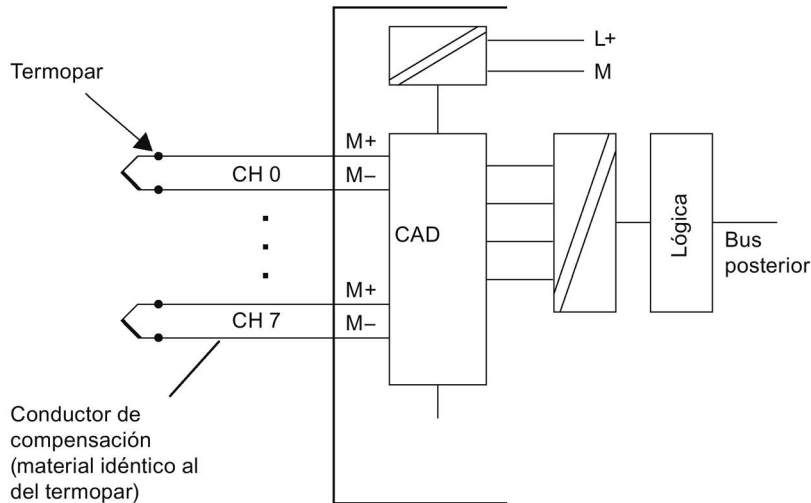 L+
M
Termopar
M+
CH 0
M–
CAD
Lógica
Bus
posterior
M+
CH 7
M–
Conductor de
compensación
(material idéntico al
del termopar)